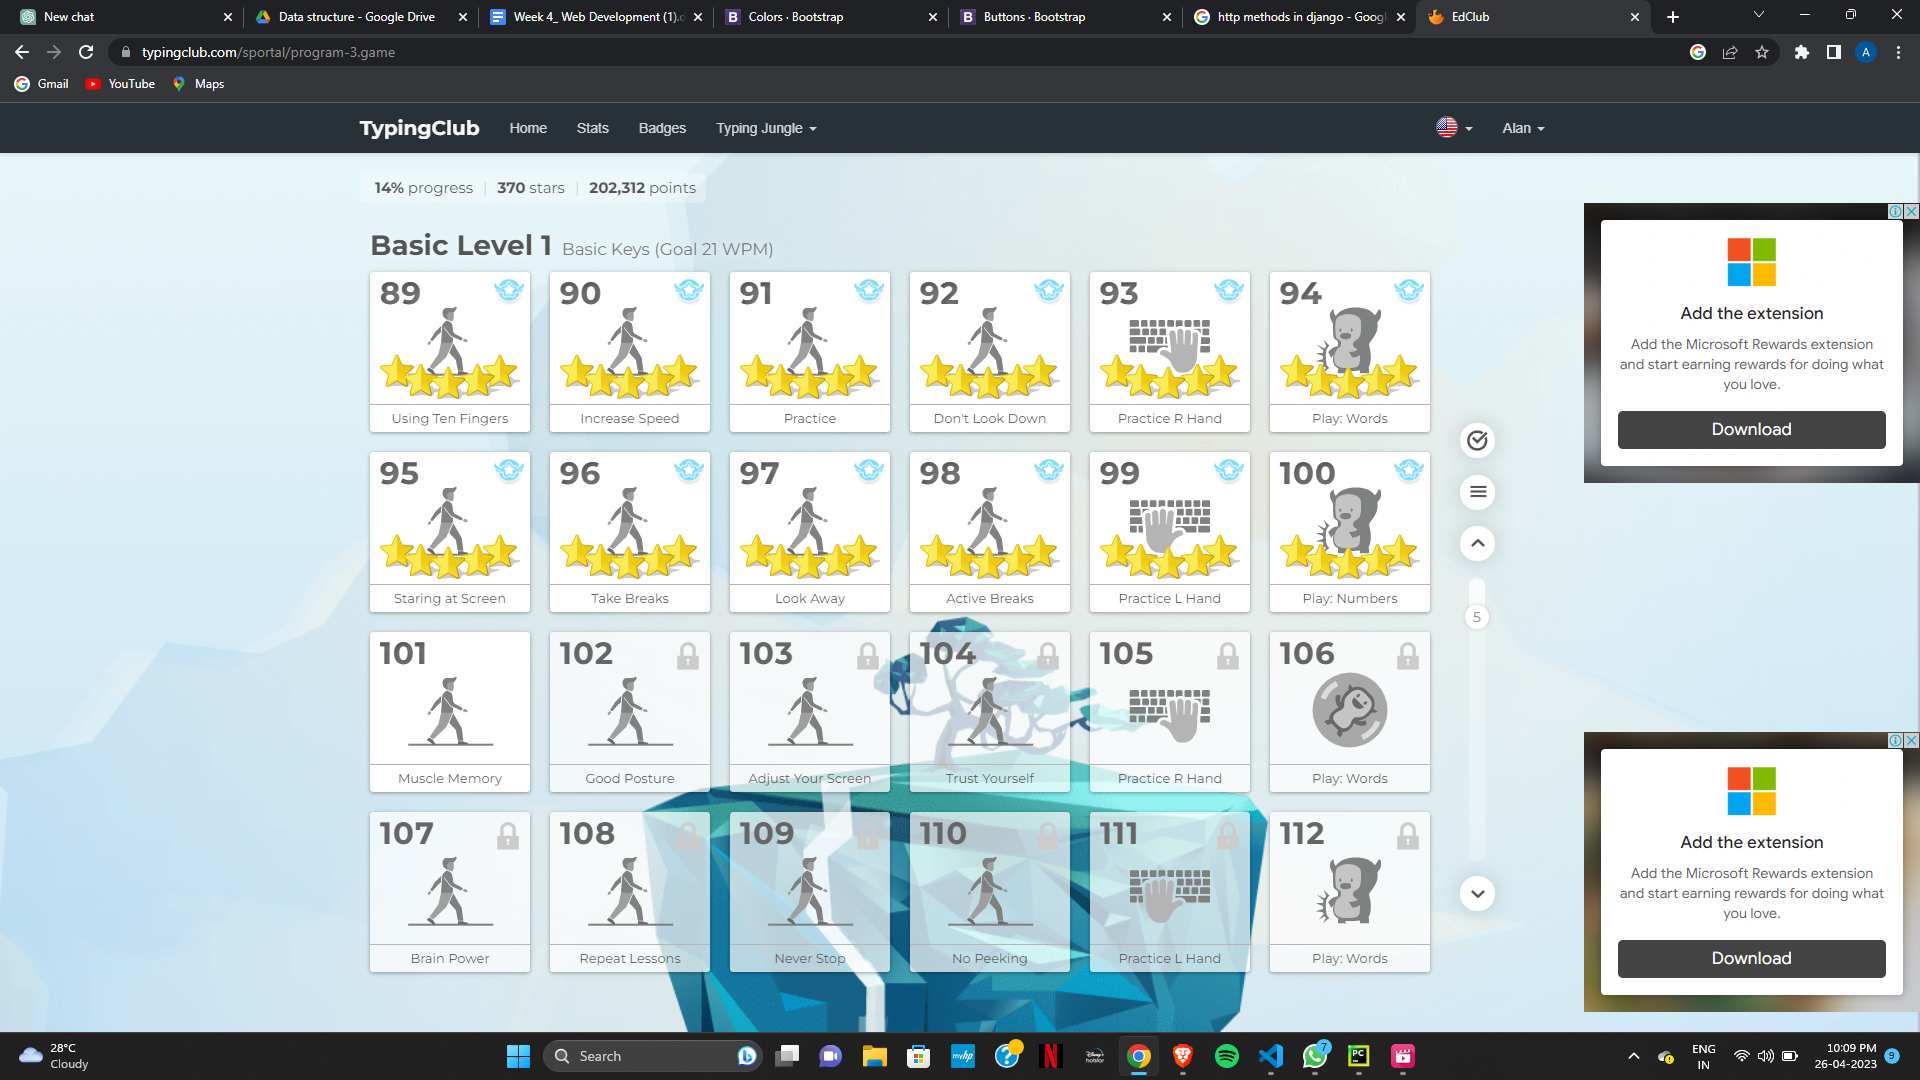 New chat
Data structure - Google Drive
Week 4_ Web Development (1).d
Colors · Bootstrap
Buttons · Bootstrap
http methods in django - Googl
EdClub
typingclub.com/sportal/program-3.game
A
Gmail
YouTube
Maps
TypingClub
Home
Stats
Badges
Typing Jungle
Alan
14% progress
370 stars
202,312 points
Basic Level 1 Basic Keys (Goal 21 WPM)
89
Using Ten Fingers
90
Increase Speed
91
Practice
92
Don't Look Down
93
Practice R Hand
94
Play: Words
95
Staring at Screen
96
Take Breaks
97
Look Away
98
Active Breaks
99
Practice L Hand
100
Play: Numbers
101
Muscle Memory
102
Good Posture
103
Adjust Your Screen
104
Trust Yourself
105
Practice R Hand
106
Play: Words
107
Brain Power
108
Repeat Lessons
109
Never Stop
110
No Peeking
111
Practice L Hand
112
Play: Words
5
Add the extension
Add the Microsoft Rewards extension
and start earning rewards for doing what
you love.
Download
Add the extension
Add the Microsoft Rewards extension
and start earning rewards for doing what
you love.
Download
28°C
Cloudy
Search
myhp
N
Disney+
hotstar
7
PC
ENG
IN
10:09 PM
26-04-2023
9